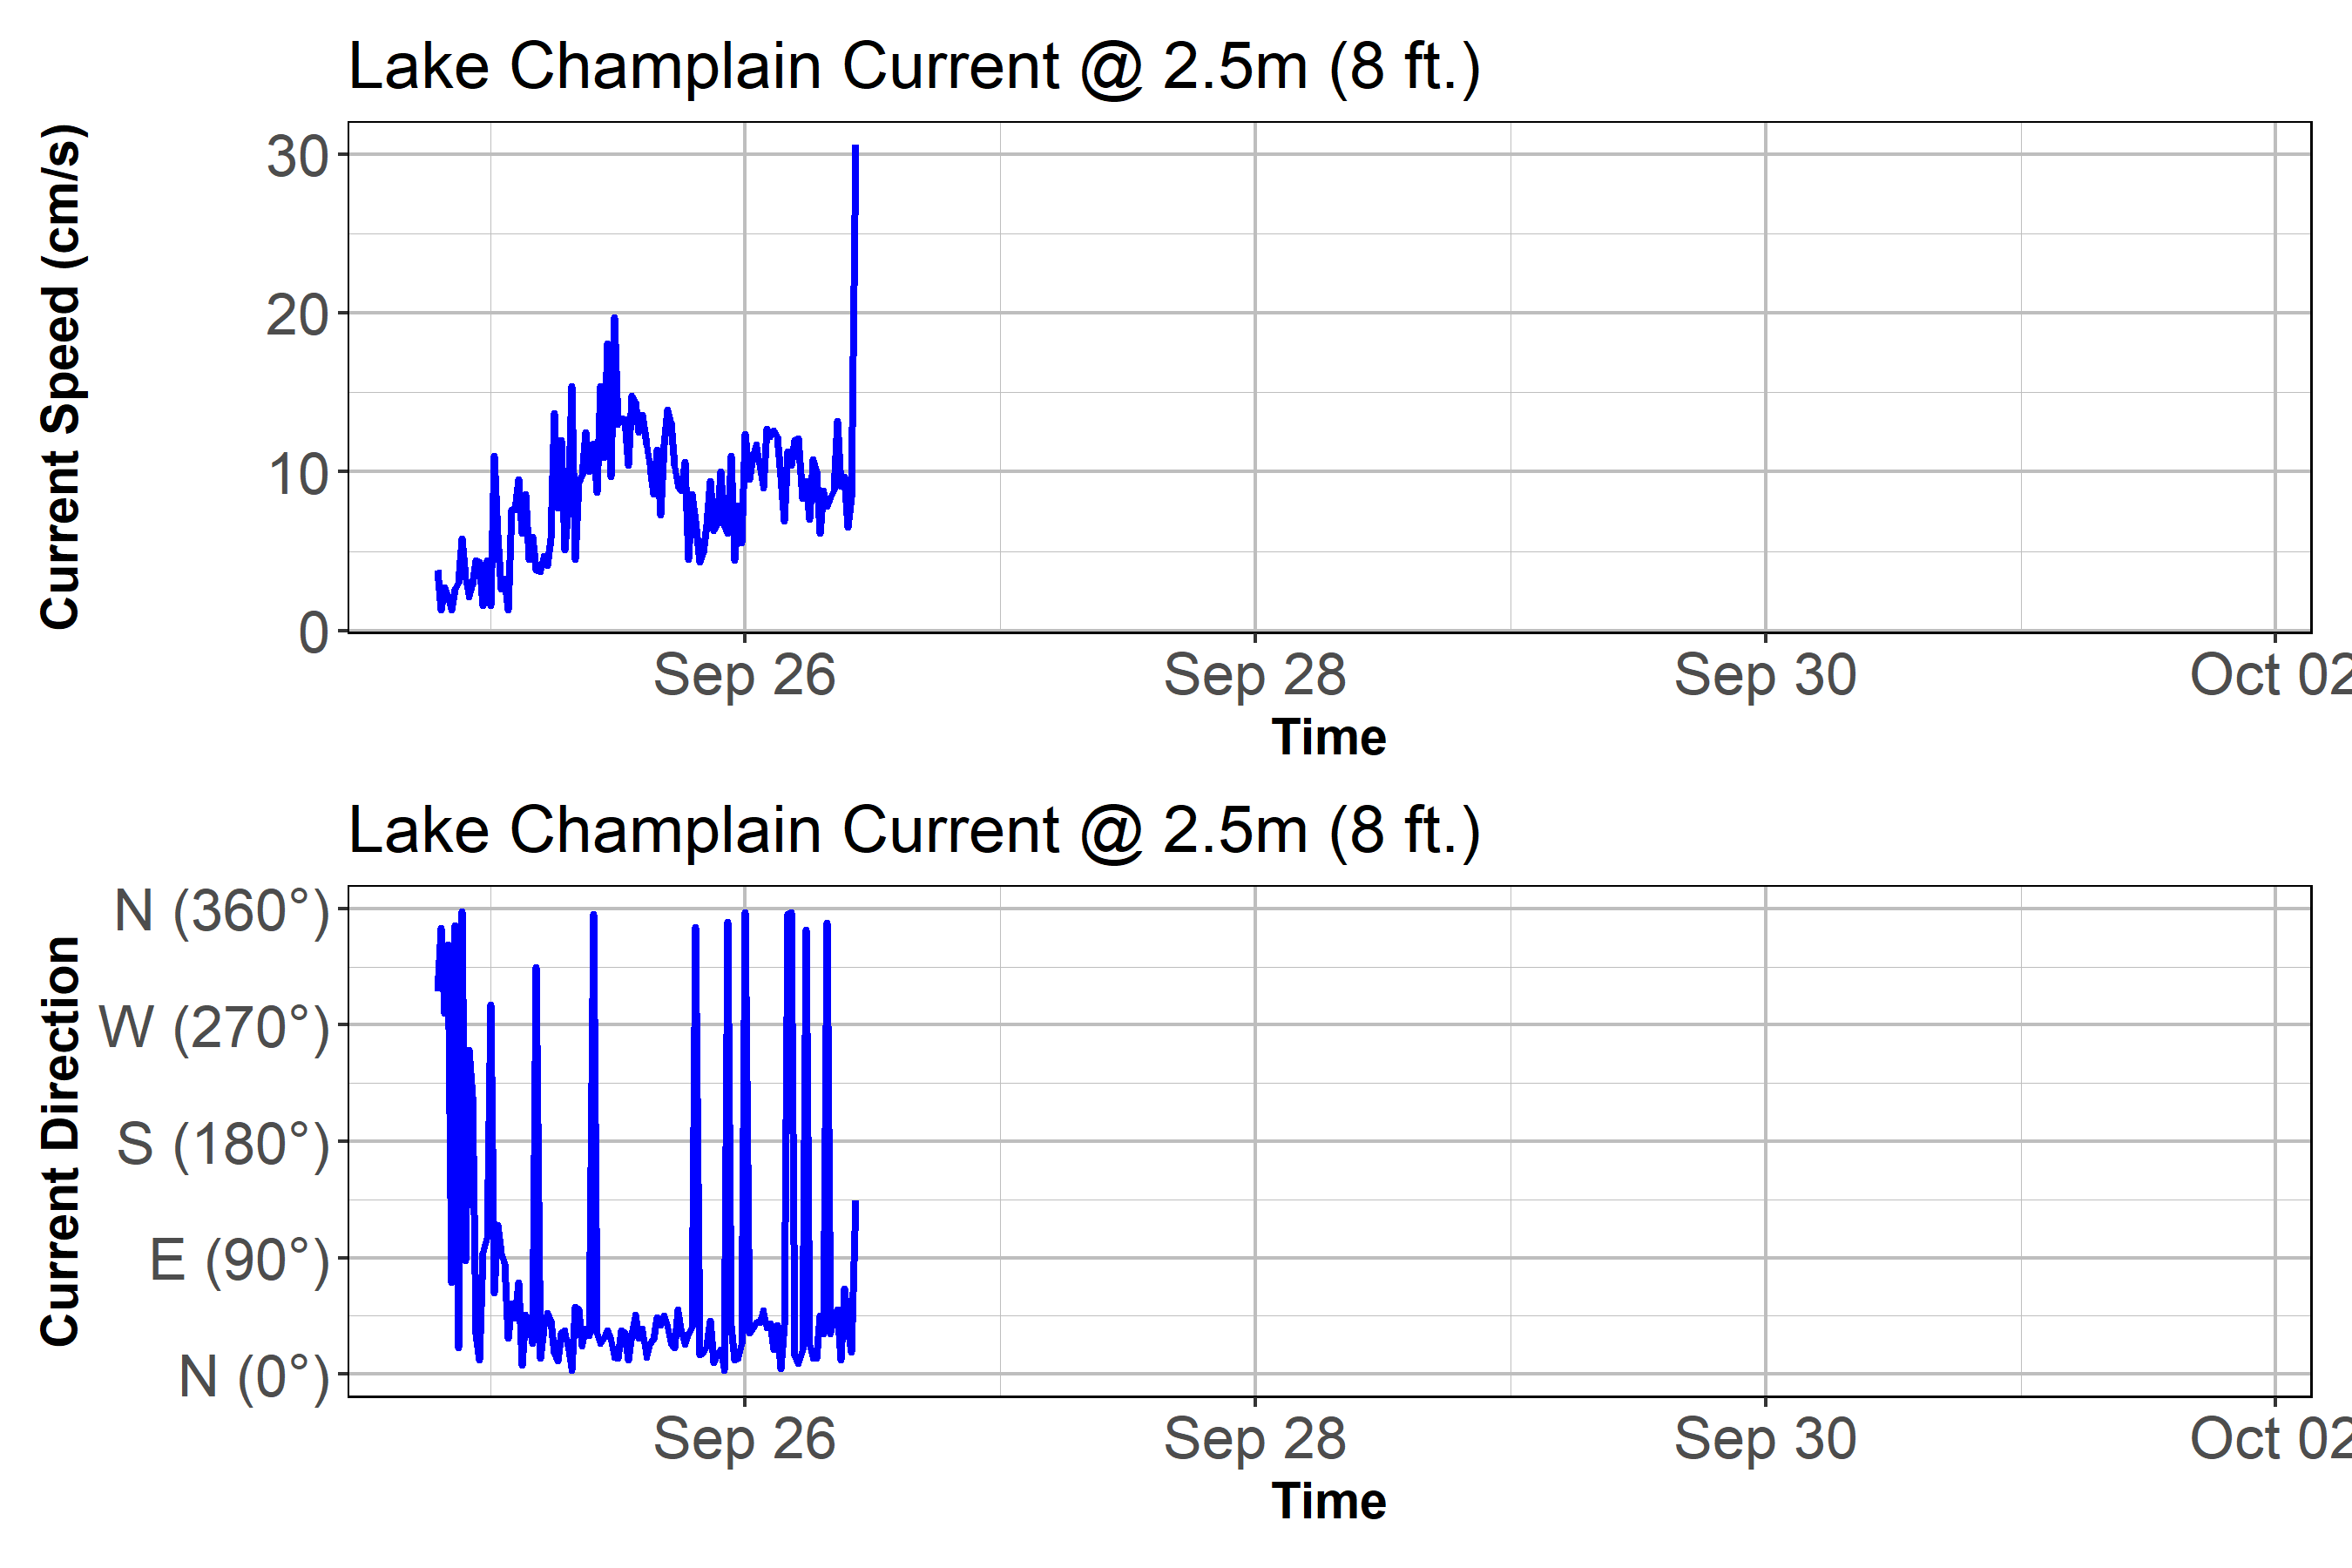 Lake Champlain Current @ 2.5m (8 ft.)
Current Speed (cm/s)
30
20
10
0
Sep 26 Sep 28 Sep 30 Oct 02
Time
Lake Champlain Current @ 2.5m (8 ft.)
Current Direction
N (360°)
W (270°)
S (180°)
E (90°)
N (0°)
Sep 26 Sep 28 Sep 30 Oct 02
Time